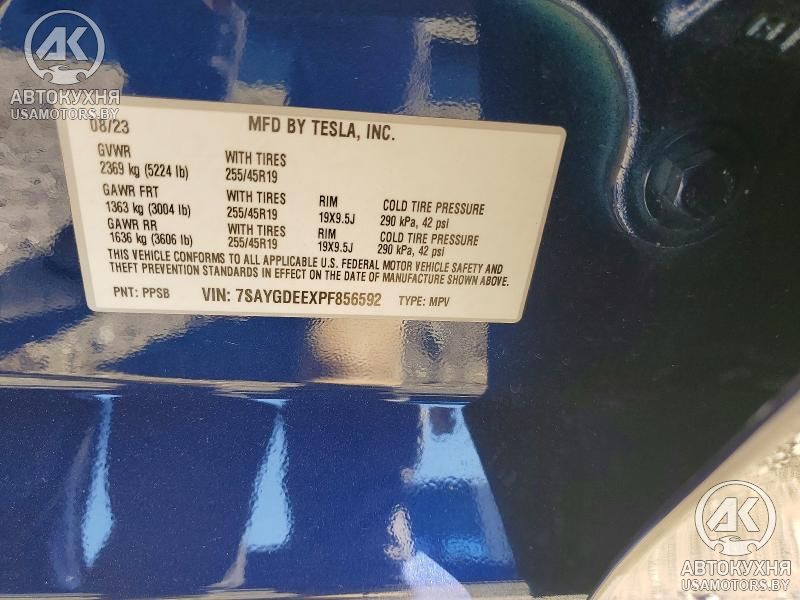 АК
АВТОКУХНЯ
USAMOTORS.BY
08/23 MFD BY TESLA, INC.
GVWR WITH TIRES
2369 kg (5224 lb) 255/45R19
GAWR FRT WITH TIRES RIM COLD TIRE PRESSURE
1363 kg (3004 lb) 255/45R19 19X9.5J 290 kPa, 42 psi
GAWR RR WITH TIRES RIM COLD TIRE PRESSURE
1636 kg (3606 lb) 255/45R19 19X9.5J 290 kPa, 42 psi
THIS VEHICLE CONFORMS TO ALL APPLICABLE U.S. FEDERAL MOTOR VEHICLE SAFETY AND
THEFT PREVENTION STANDARDS IN EFFECT ON THE DATE OF MANUFACTURE SHOWN ABOVE.
PNT: PPSB VIN: 7SAYGDEEXPF856592 TYPE: MPV
АК
АВТОКУХНЯ
USAMOTORS.BY